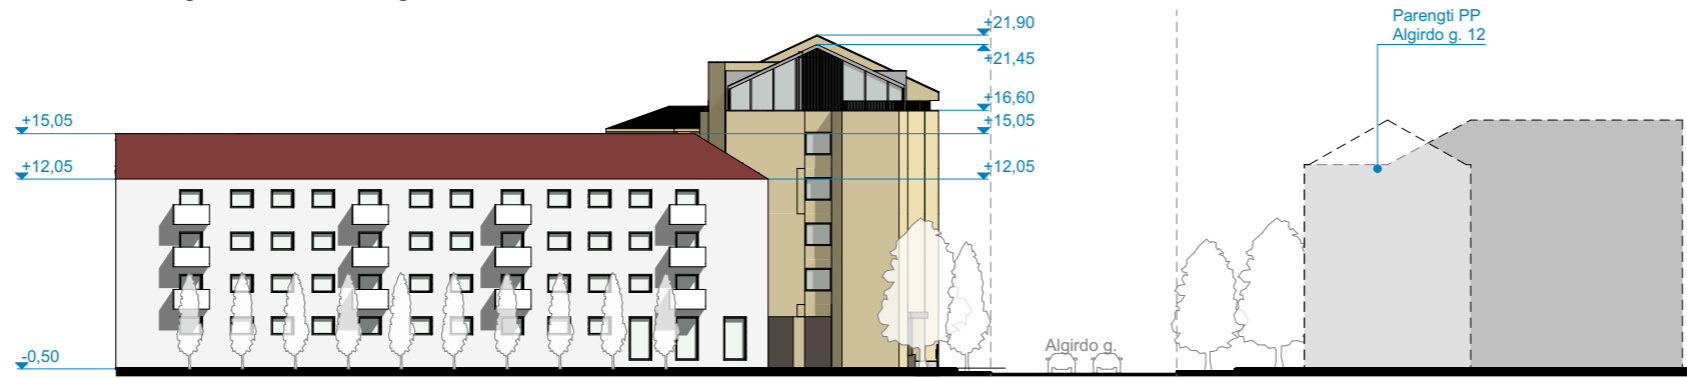 +21,90
Parengti PP
Algirdo g. 12
+21,45
+16,60
+15,05
+15,05
+12,05
+12,05
Algirdo g.
-0,50